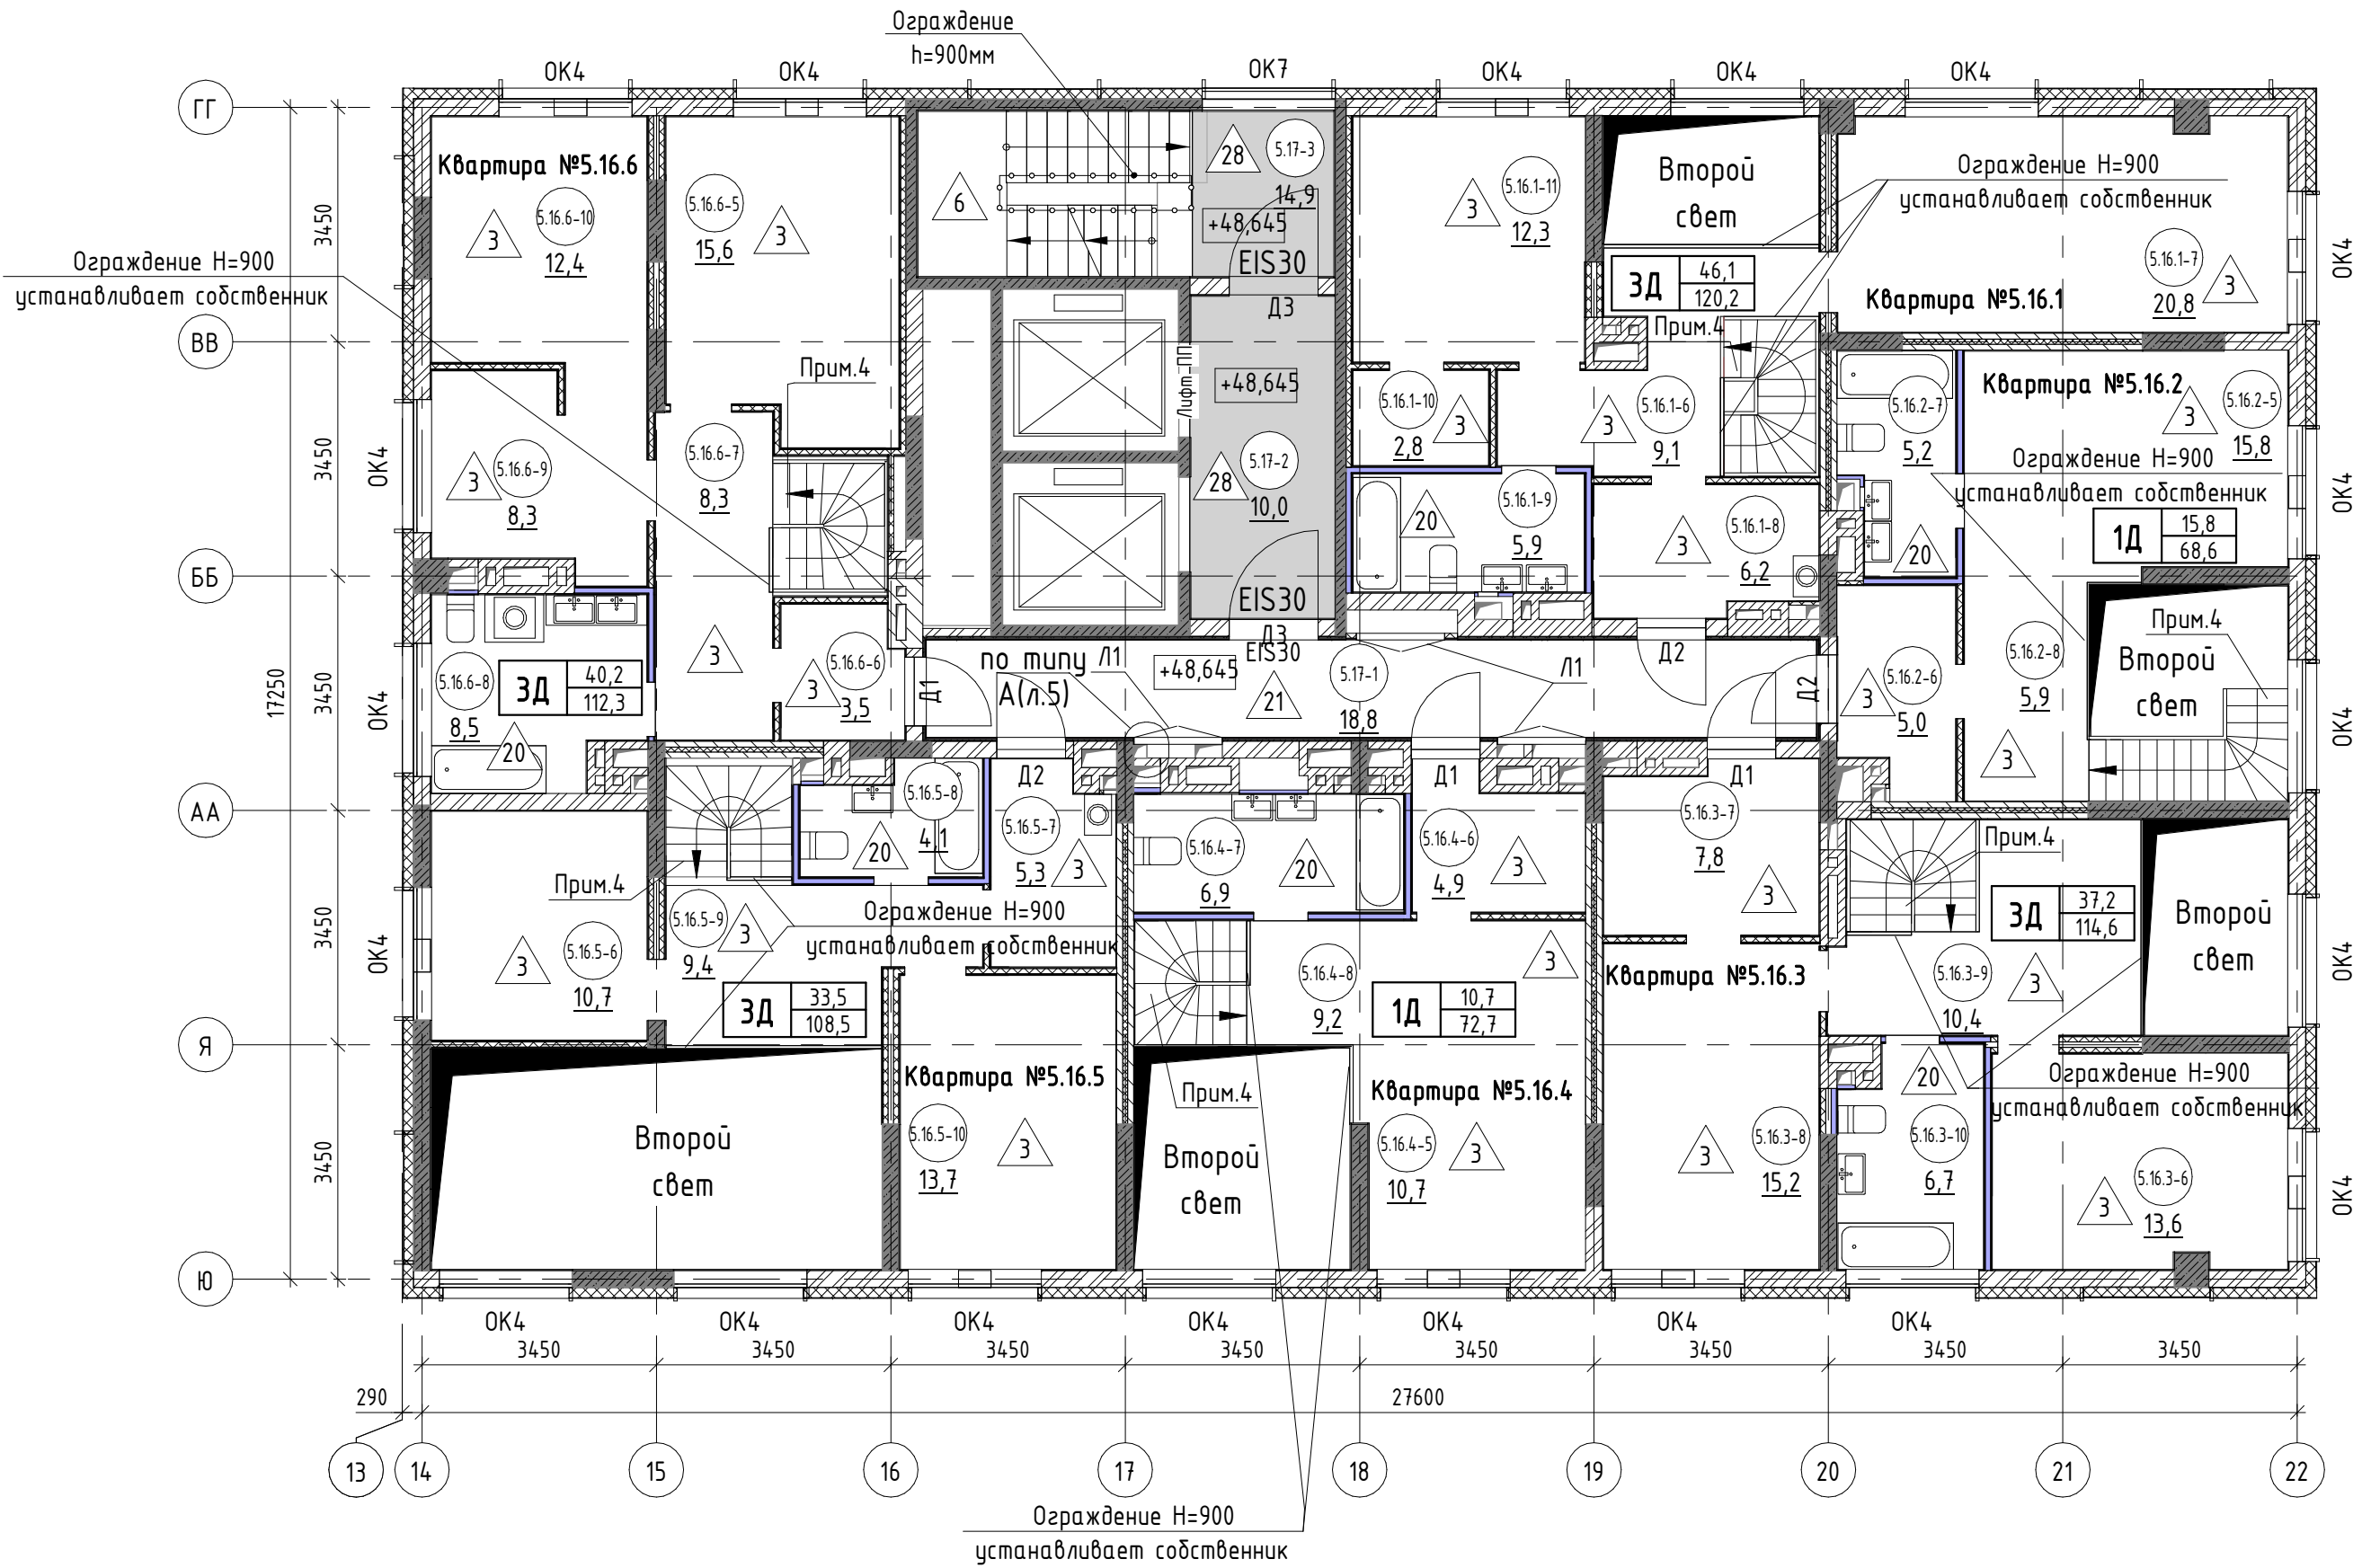 Ограждение
h=900мм
ОК4
ОК4
ОК7
ОК4
ОК4
ОК4
ГГ
ВВ
ББ
АА
Я
Ю
3450
3450
3450
3450
3450
17250
Ограждение Н=900
устанавливает собственник
Квартира №5.16.6
5.16.6-10
12,4
3
5.16.6-5
15,6
3
Прим.4
5.16.6-9
8,3
3
5.16.6-7
8,3
3
5.16.6-8
8,5
20
3Д
40,2
112,3
5.16.6-6
3,5
3
ОК4
ОК4
ОК4
6
28
5.17-3
14,9
+48,645
EIS30
Д3
Лифт ПП
+48,645
5.17-2
10,0
28
EIS30
Д3
EIS30
по типу
А(л.5)
Л1
+48,645
21
5.17-1
18,8
Л1
Д1
Д2
Д2
Д2
Д1
Д1
5.16.1-11
12,3
3
Второй
свет
Ограждение Н=900
устанавливает собственник
3Д
46,1
120,2
Прим.4
Квартира №5.16.1
5.16.1-7
20,8
3
5.16.1-10
2,8
3
5.16.1-6
9,1
3
5.16.1-9
5,9
20
5.16.1-8
6,2
3
Квартира №5.16.2
5.16.2-7
5,2
20
5.16.2-5
15,8
3
Ограждение Н=900
устанавливает собственник
1Д
15,8
68,6
Прим.4
Второй
свет
5.16.2-8
5,9
3
5.16.2-6
5,0
3
ОК4
ОК4
ОК4
ОК4
ОК4
5.16.5-8
4,1
20
5.16.5-7
5,3
3
Прим.4
5.16.5-9
9,4
3
Ограждение Н=900
устанавливает собственник
5.16.5-6
10,7
3
3Д
33,5
108,5
Квартира №5.16.5
5.16.5-10
13,7
3
Второй
свет
5.16.4-7
6,9
20
5.16.4-6
4,9
3
5.16.4-8
9,2
3
1Д
10,7
72,7
Прим.4
Квартира №5.16.4
5.16.4-5
10,7
3
Второй
свет
5.16.3-7
7,8
3
Квартира №5.16.3
5.16.3-8
15,2
3
Прим.4
3Д
37,2
114,6
Второй
свет
5.16.3-9
10,4
3
Ограждение Н=900
устанавливает собственник
5.16.3-10
6,7
20
5.16.3-6
13,6
3
ОК4
ОК4
ОК4
ОК4
ОК4
ОК4
ОК4
3450
3450
3450
3450
3450
3450
3450
3450
290
27600
13
14
15
16
17
18
19
20
21
22
Ограждение Н=900
устанавливает собственник